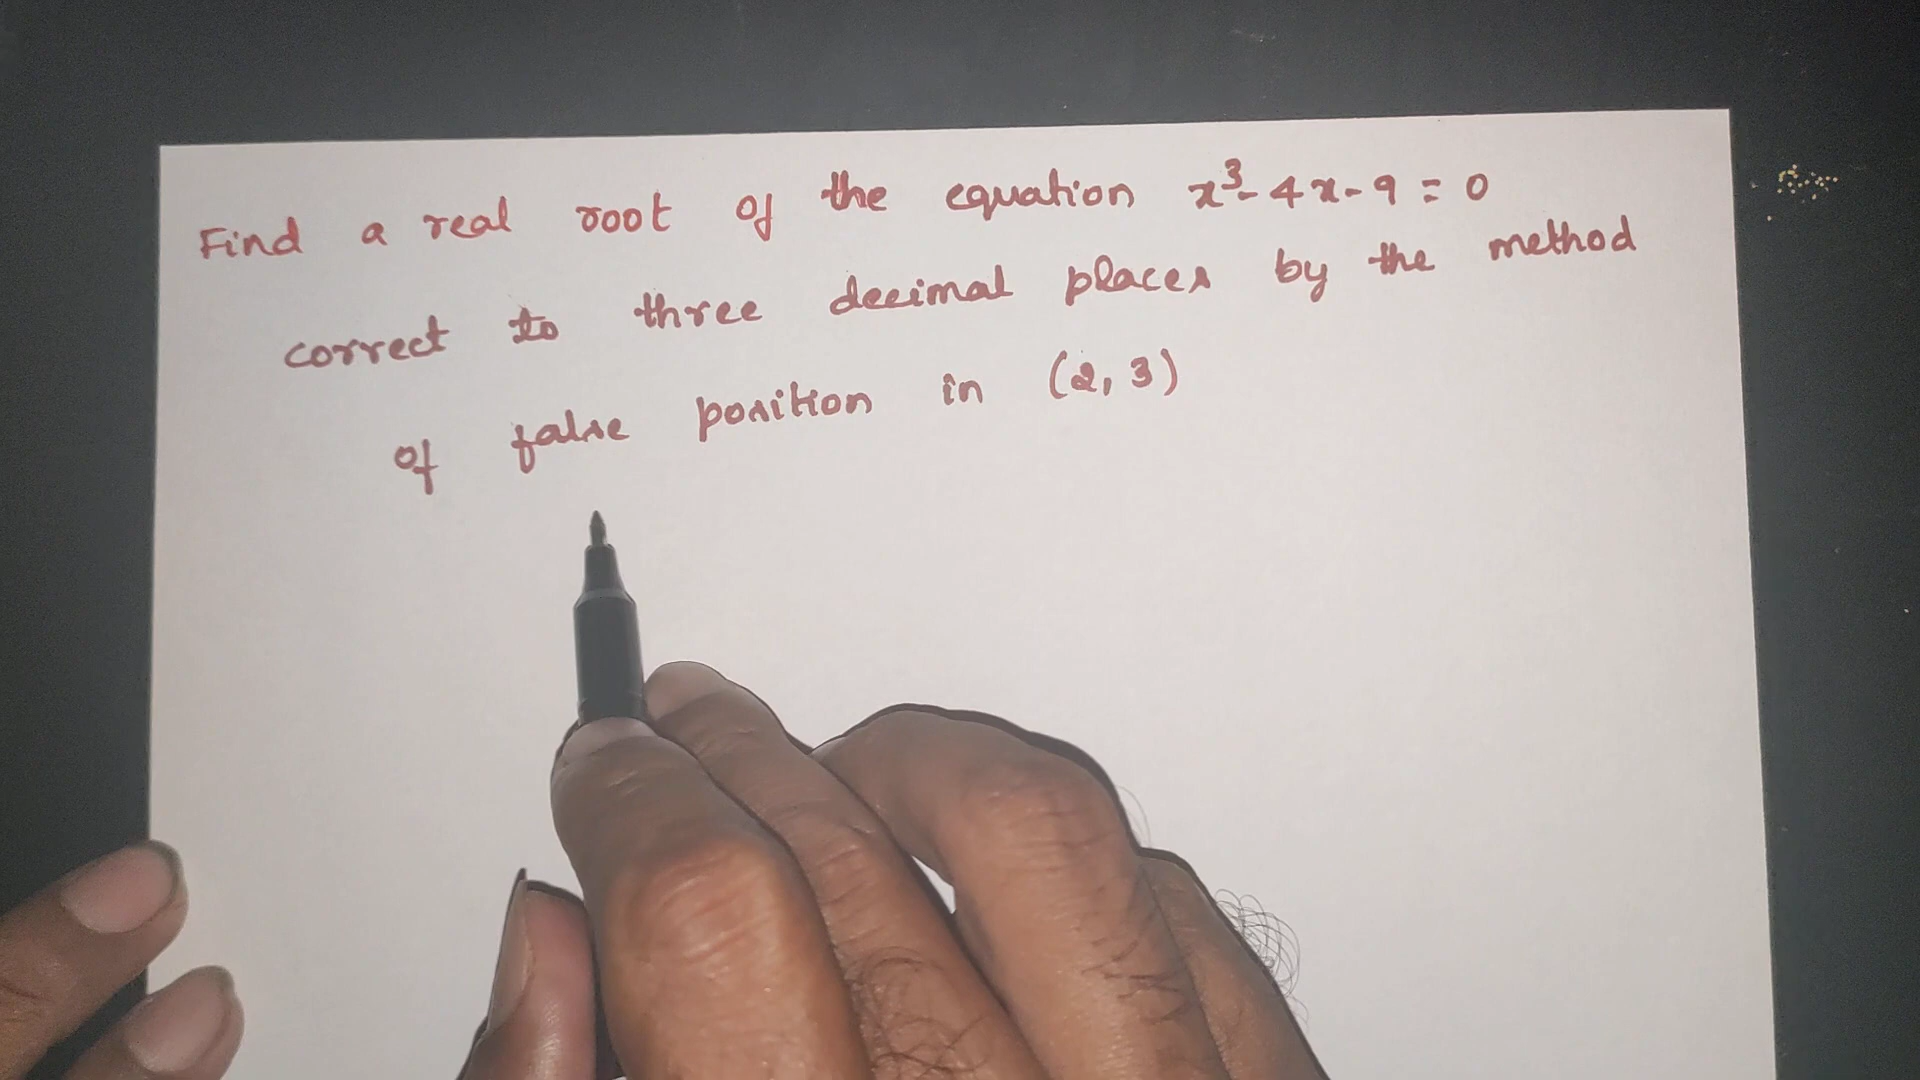 Find a real root of the equation x³-4x-9=0
correct to three decimal places by the method
of false position in (2,3)